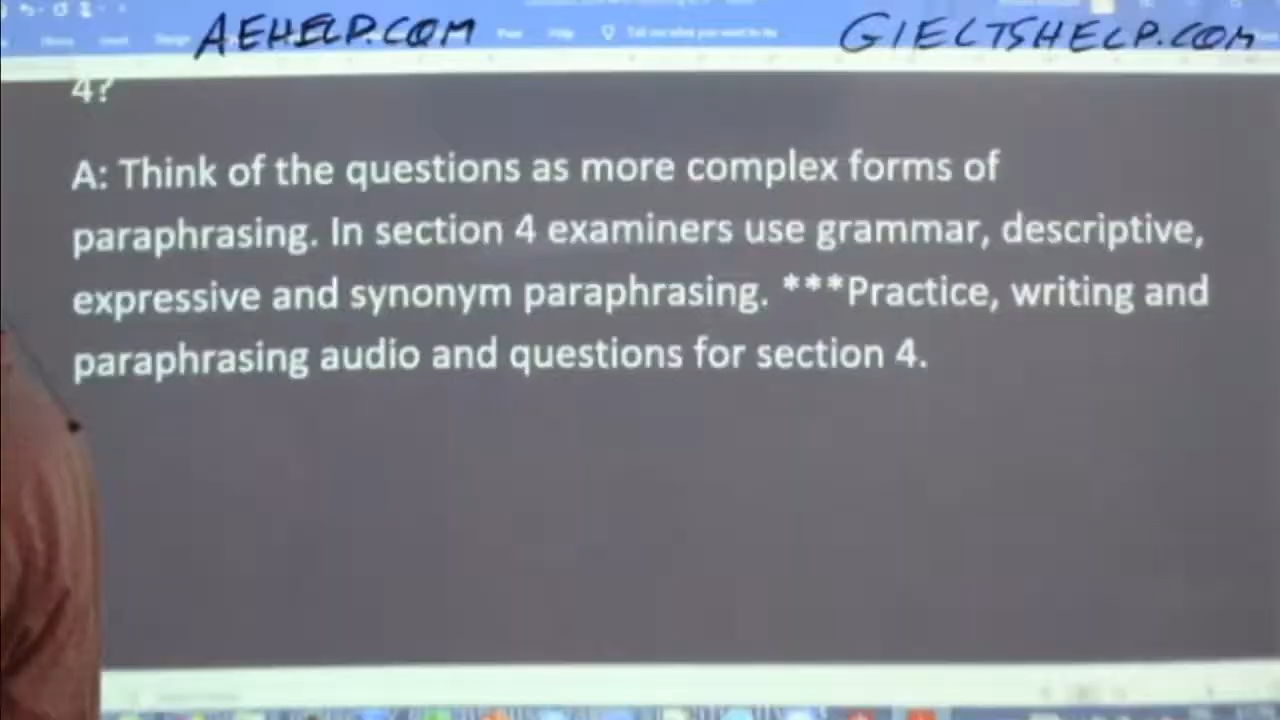 AEHELP.COM
GIELTSHELP.COM
4?
A: Think of the questions as more complex forms of
paraphrasing. In section 4 examiners use grammar, descriptive,
expressive and synonym paraphrasing. ***Practice, writing and
paraphrasing audio and questions for section 4.